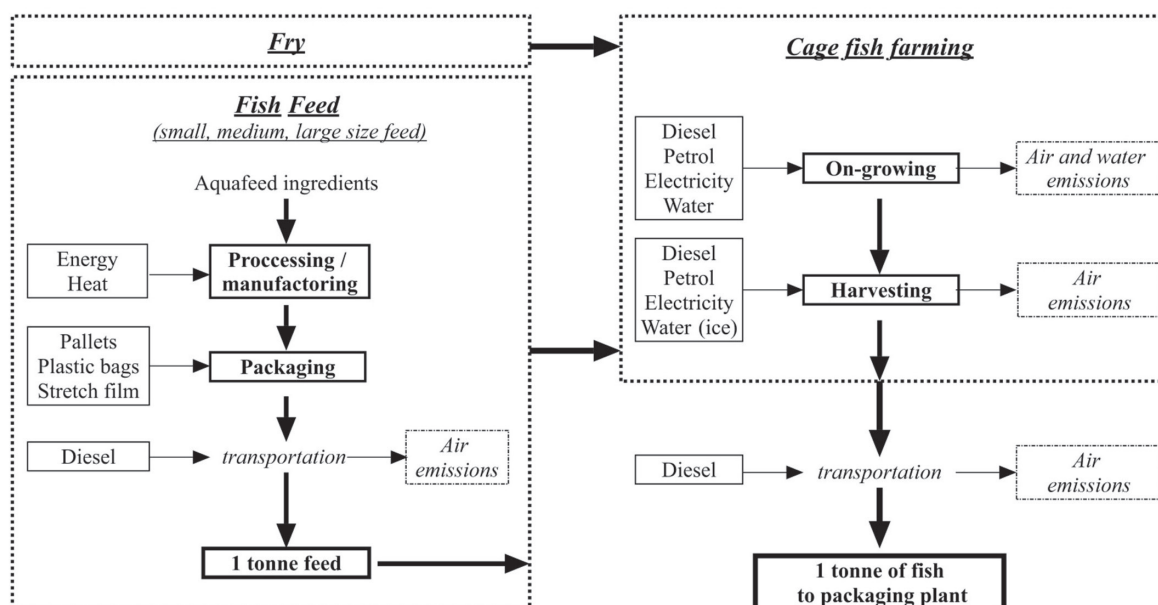 Fry
Fish Feed
(small, medium, large size feed)
Aquafeed ingredients
Energy
Heat
Proccessing /
manufactoring
Pallets
Plastic bags
Stretch film
Packaging
Diesel
transportation
Air
emissions
1 tonne feed
Cage fish farming
Diesel
Petrol
Electricity
Water
On-growing
Air and water
emissions
Diesel
Petrol
Electricity
Water (ice)
Harvesting
Air
emissions
Diesel
transportation
Air
emissions
1 tonne of fish
to packaging plant